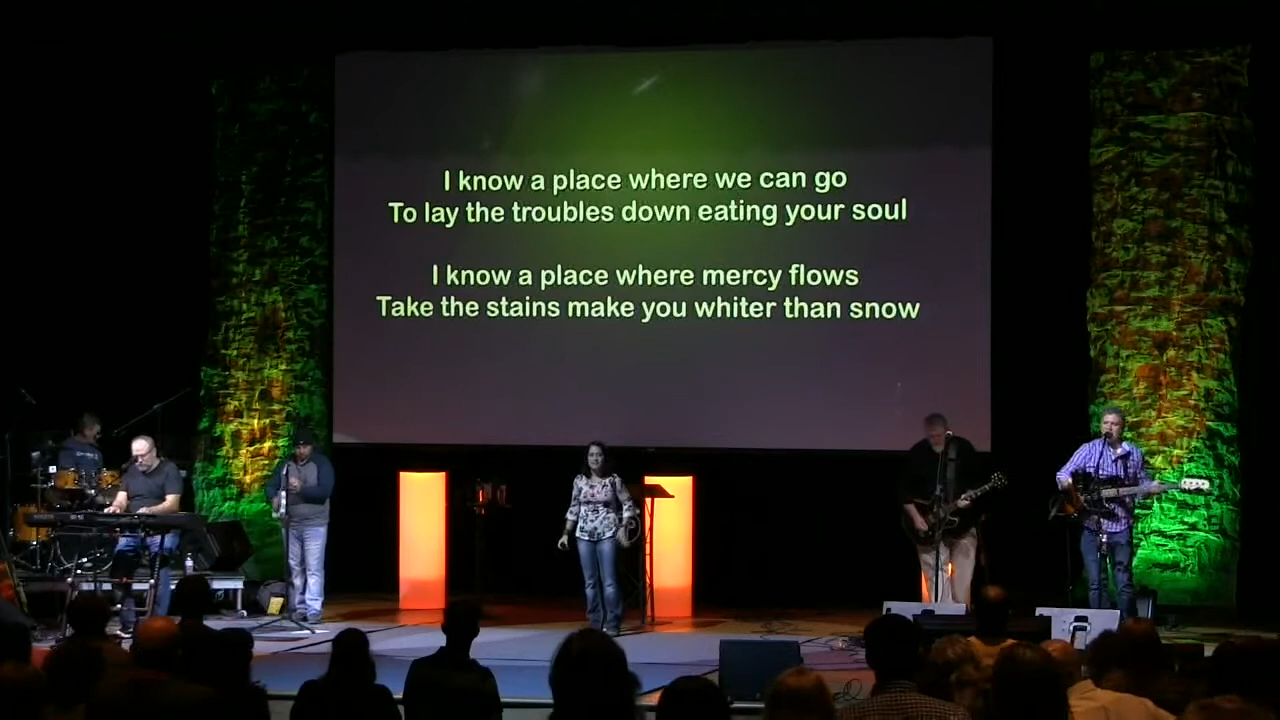 I know a place where we can go
To lay the troubles down eating your soul
I know a place where mercy flows
Take the stains make you whiter than snow